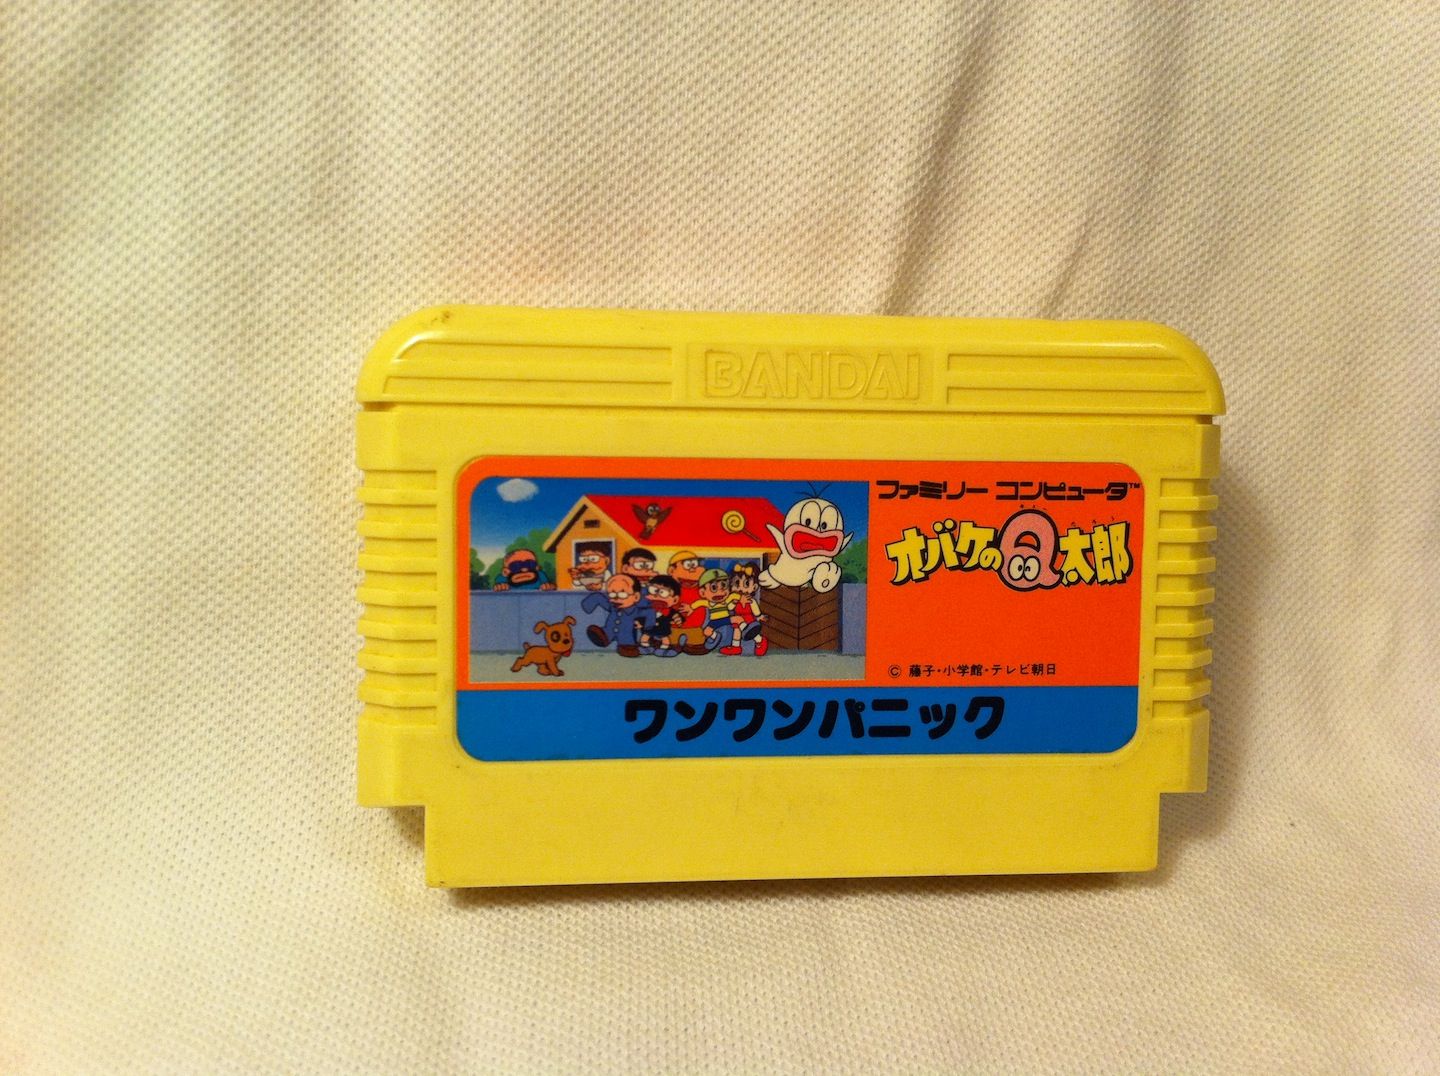 BANDAI
ファミリー コンピュータ™
オバケのQ太郎
© 藤子・小学館・テレビ朝日
ワンワンパニック